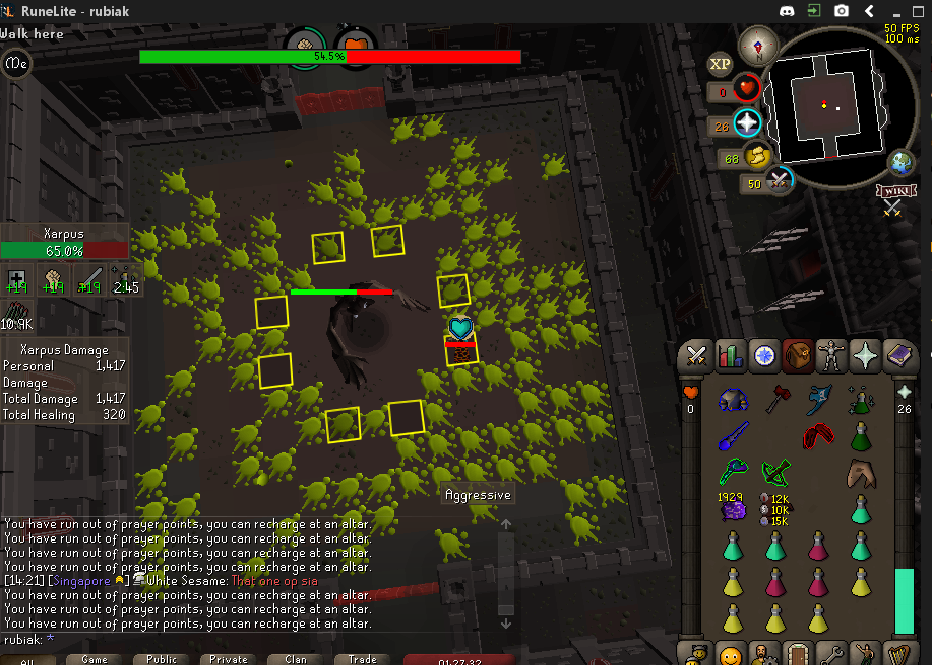 RuneLite - rubiak
Walk here
50 FPS
100 ms
Me
54.5%
XP
0
26
68
50
WIKI
N
Xarpus
65.0%
+19
+19
+19
2:45
10.9K
Xarpus Damage
Personal 1,417
Damage
Total Damage 1,417
Total Healing 320
0
26
1929
12K
10K
15K
Aggressive
You have run out of prayer points, you can recharge at an altar.
You have run out of prayer points, you can recharge at an altar.
You have run out of prayer points, you can recharge at an altar.
You have run out of prayer points, you can recharge at an altar.
[14:21] [Singapore] White Sesame: That one op sia
You have run out of prayer points, you can recharge at an altar.
You have run out of prayer points, you can recharge at an altar.
You have run out of prayer points, you can recharge at an altar.
rubiak: *
All Game Public Private Clan Trade 01:27:32